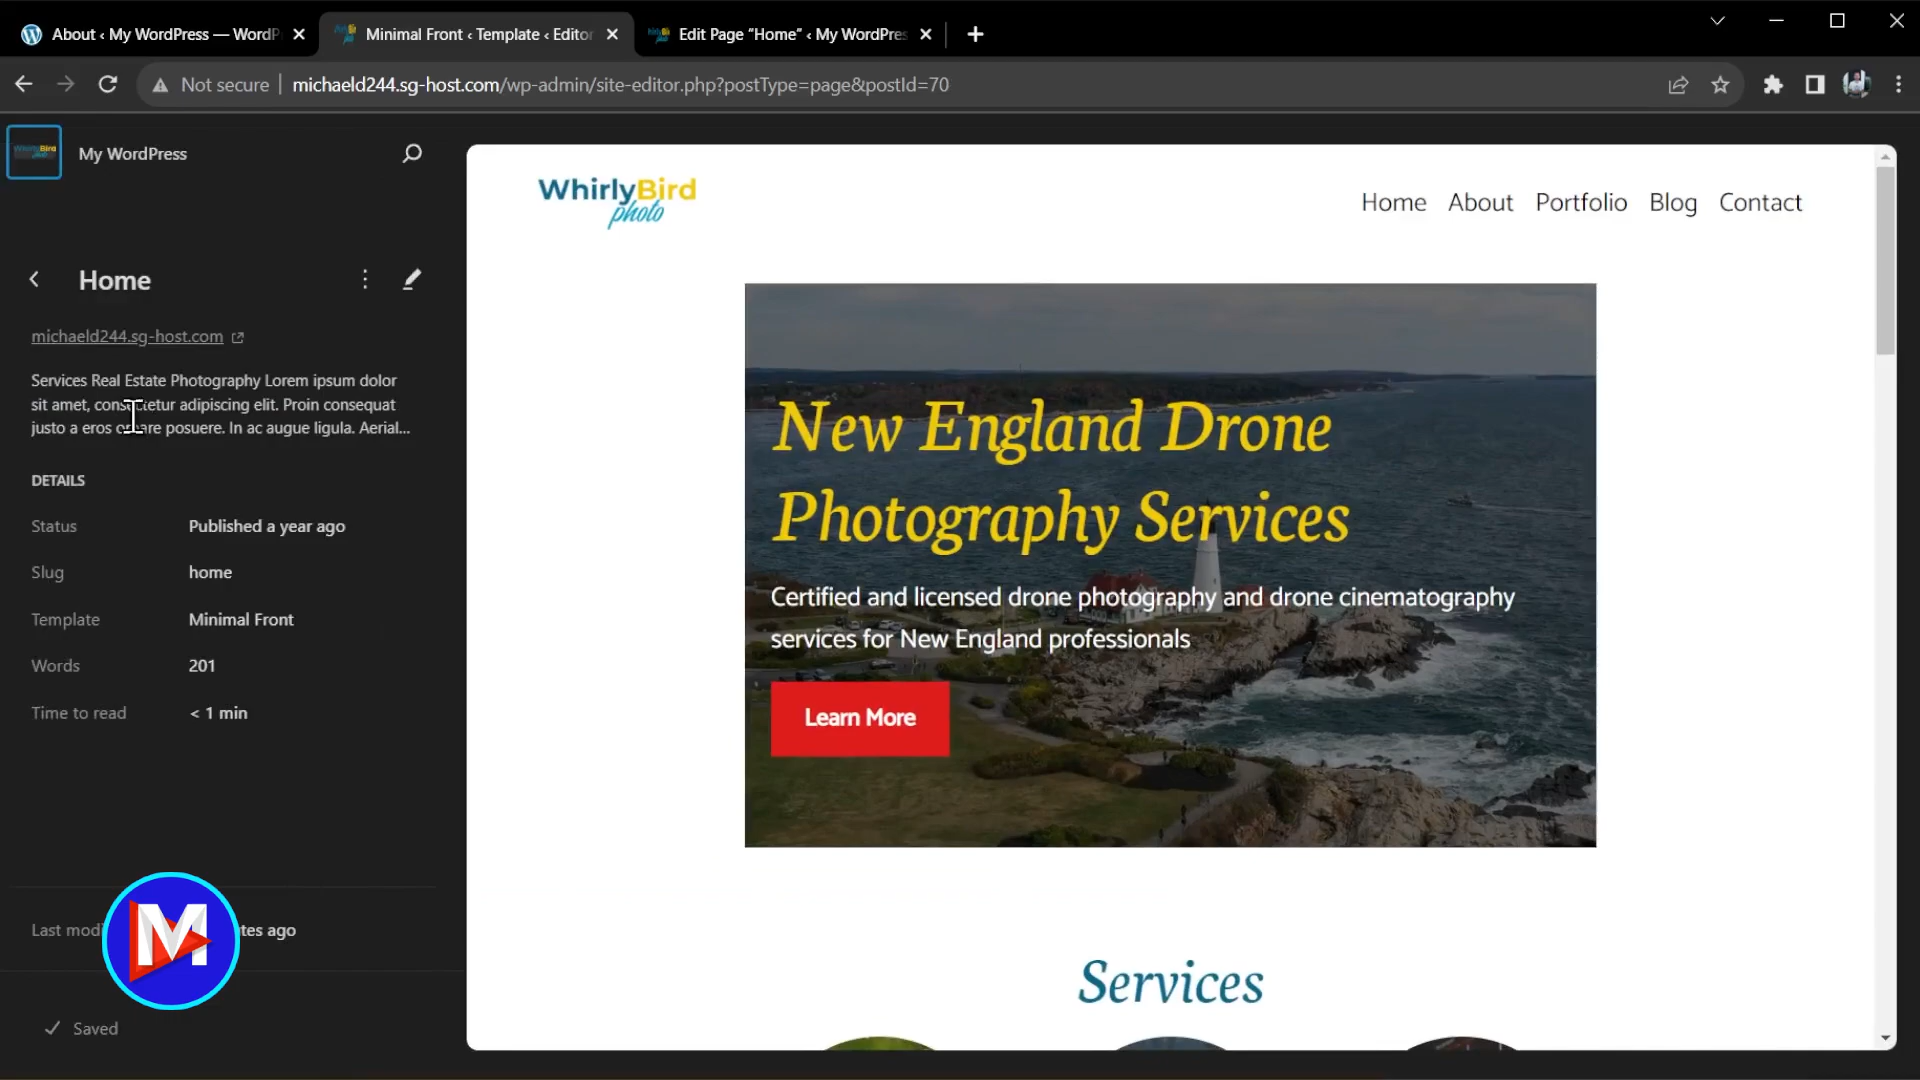 About ‹ My WordPress — WordP
Minimal Front ‹ Template ‹ Editor
Edit Page “Home” ‹ My WordPres
Not secure
michaeld244.sg-host.com/wp-admin/site-editor.php?postType=page&postId=70
My WordPress
Home
michaeld244.sg-host.com
Services Real Estate Photography Lorem ipsum dolor
sit amet, consectetur adipiscing elit. Proin consequat
justo a eros ornare posuere. In ac augue ligula. Aerial...
DETAILS
Status Published a year ago
Slug home
Template Minimal Front
Words 201
Time to read < 1 min
Last modi
tes ago
M
Saved
WhirlyBird
photo
Home About Portfolio Blog Contact
New England Drone
Photography Services
Certified and licensed drone photography and drone cinematography
services for New England professionals
Learn More
Services